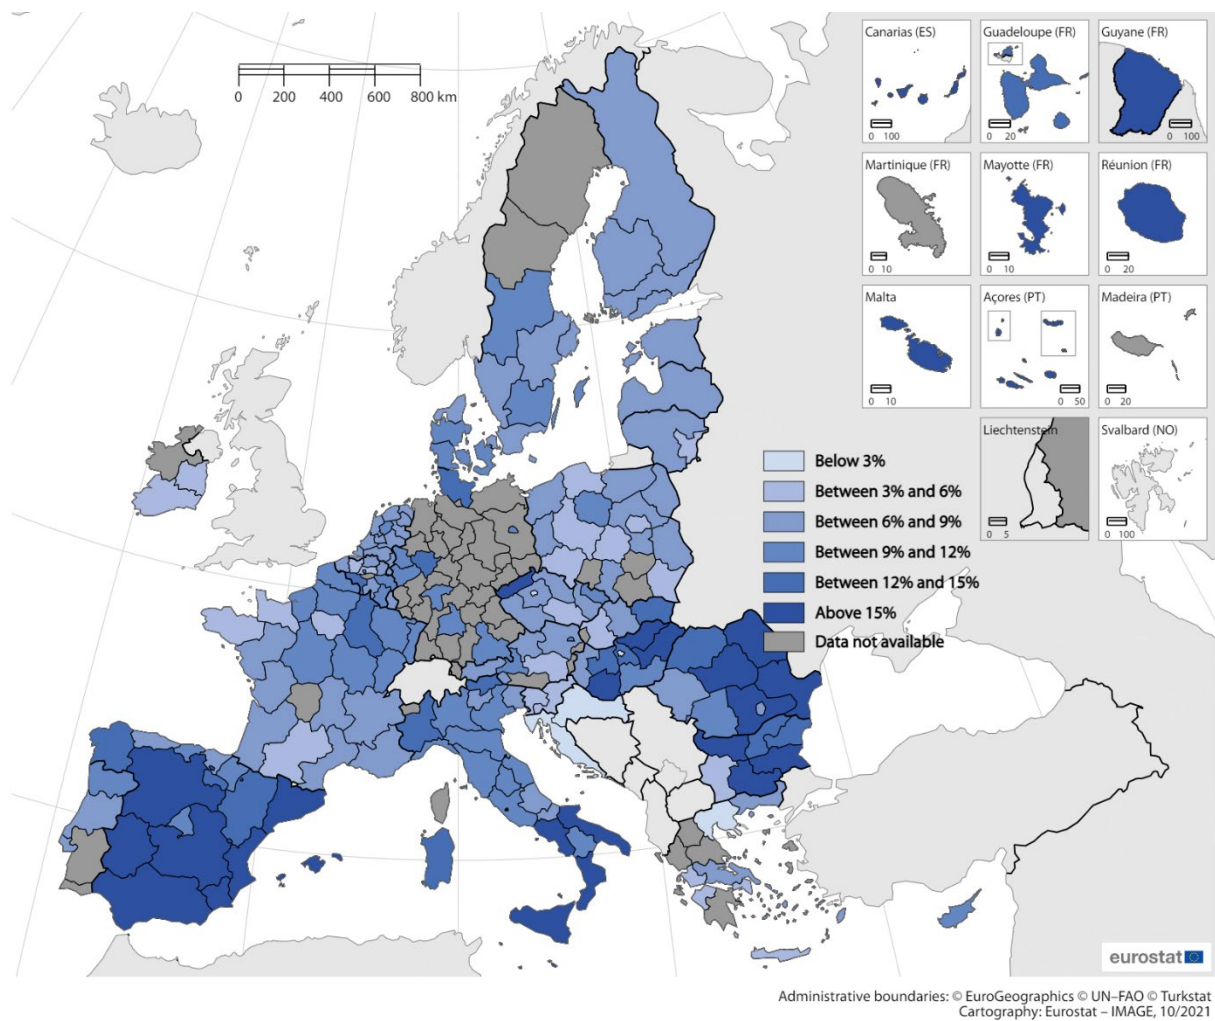 Canarias (ES)
0 100
Guadeloupe (FR)
0 20
Guyane (FR)
0 100
0 200 400 600 800 km
Martinique (FR)
0 10
Mayotte (FR)
0 10
Réunion (FR)
0 20
Malta
0 10
Açores (PT)
0 50
Madeira (PT)
0 20
Liechtenstein
0 5
Svalbard (NO)
0 100
Below 3%
Between 3% and 6%
Between 6% and 9%
Between 9% and 12%
Between 12% and 15%
Above 15%
Data not available
eurostat
Administrative boundaries: © EuroGeographics © UN–FAO © Turkstat
Cartography: Eurostat – IMAGE, 10/2021